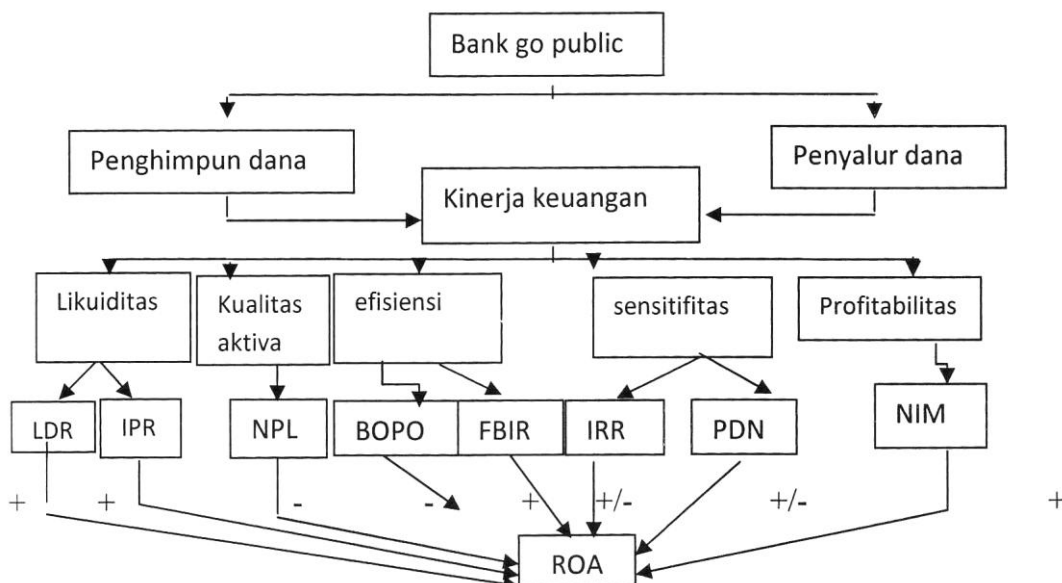 Bank go public
Penghimpun dana
Penyalur dana
Kinerja keuangan
Likuiditas
Kualitas
aktiva
efisiensi
sensitifitas
Profitabilitas
LDR
IPR
NPL
BOPO
FBIR
IRR
PDN
NIM
+
+
-
-
+
+/-
+/-
+
ROA